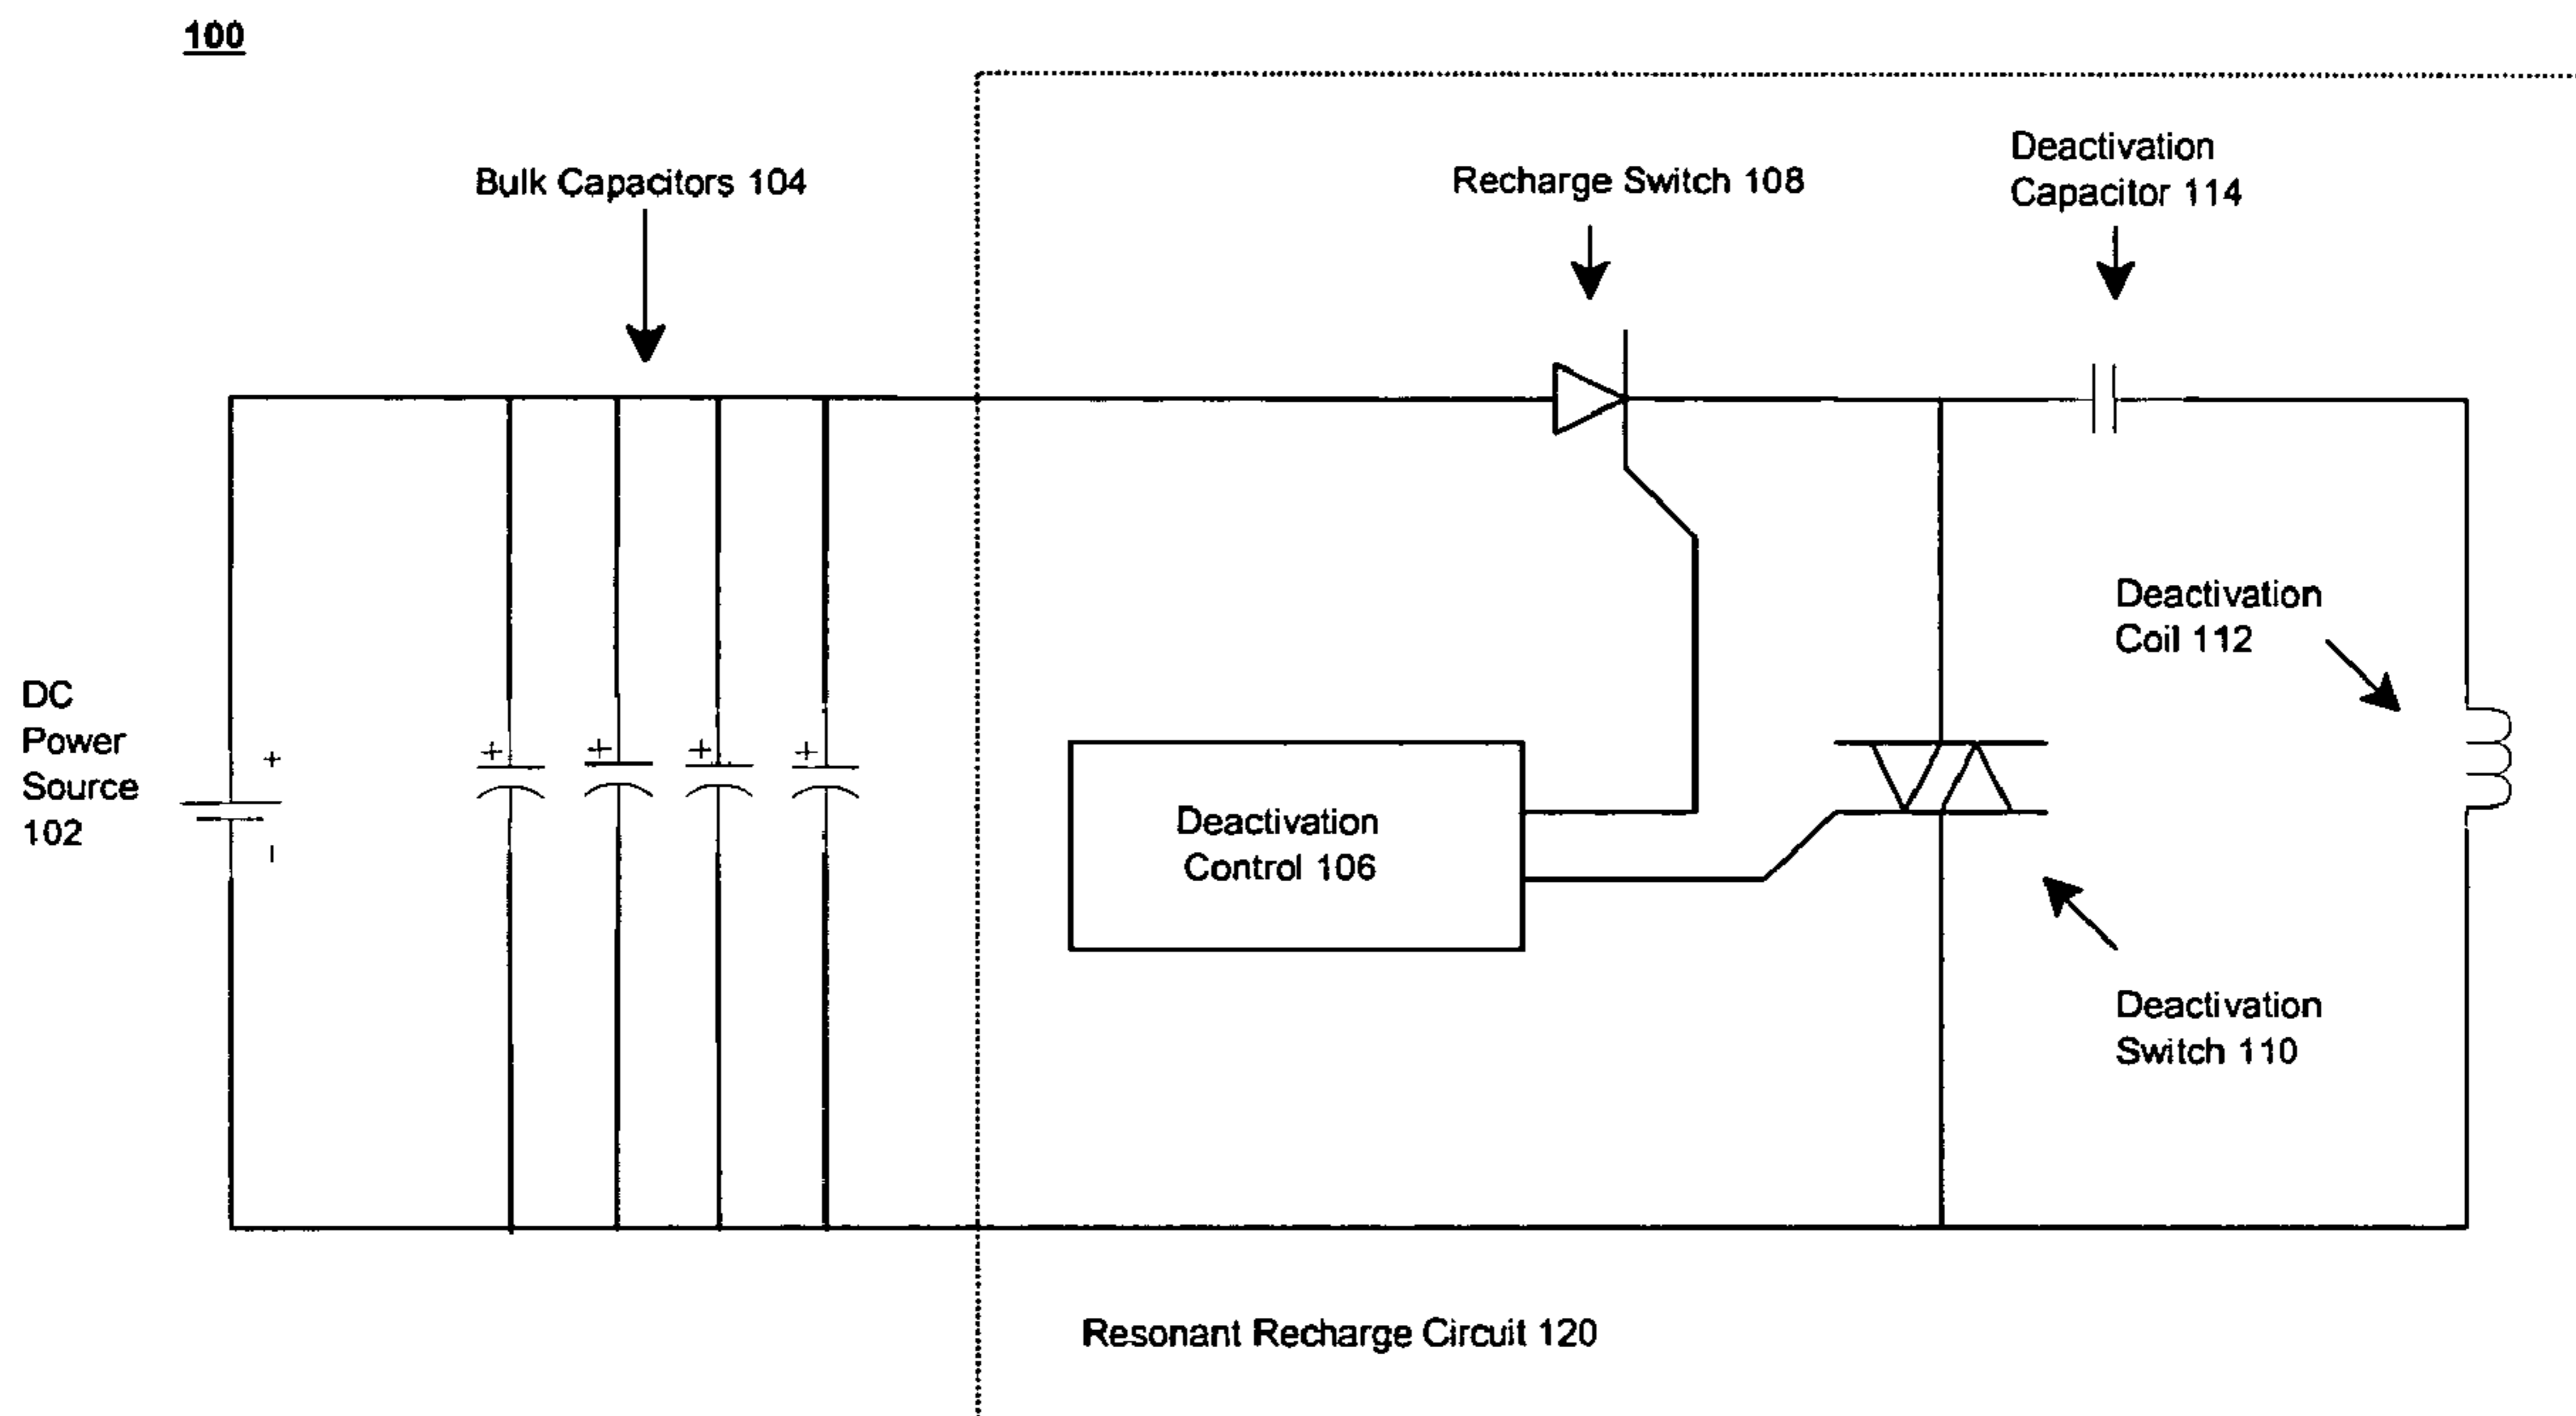 100
Bulk Capacitors 104
Recharge Switch 108
Deactivation
Capacitor 114
Deactivation
Coil 112
DC
Power
Source
102
+
−
+
+
+
+
Deactivation
Control 106
Deactivation
Switch 110
Resonant Recharge Circuit 120